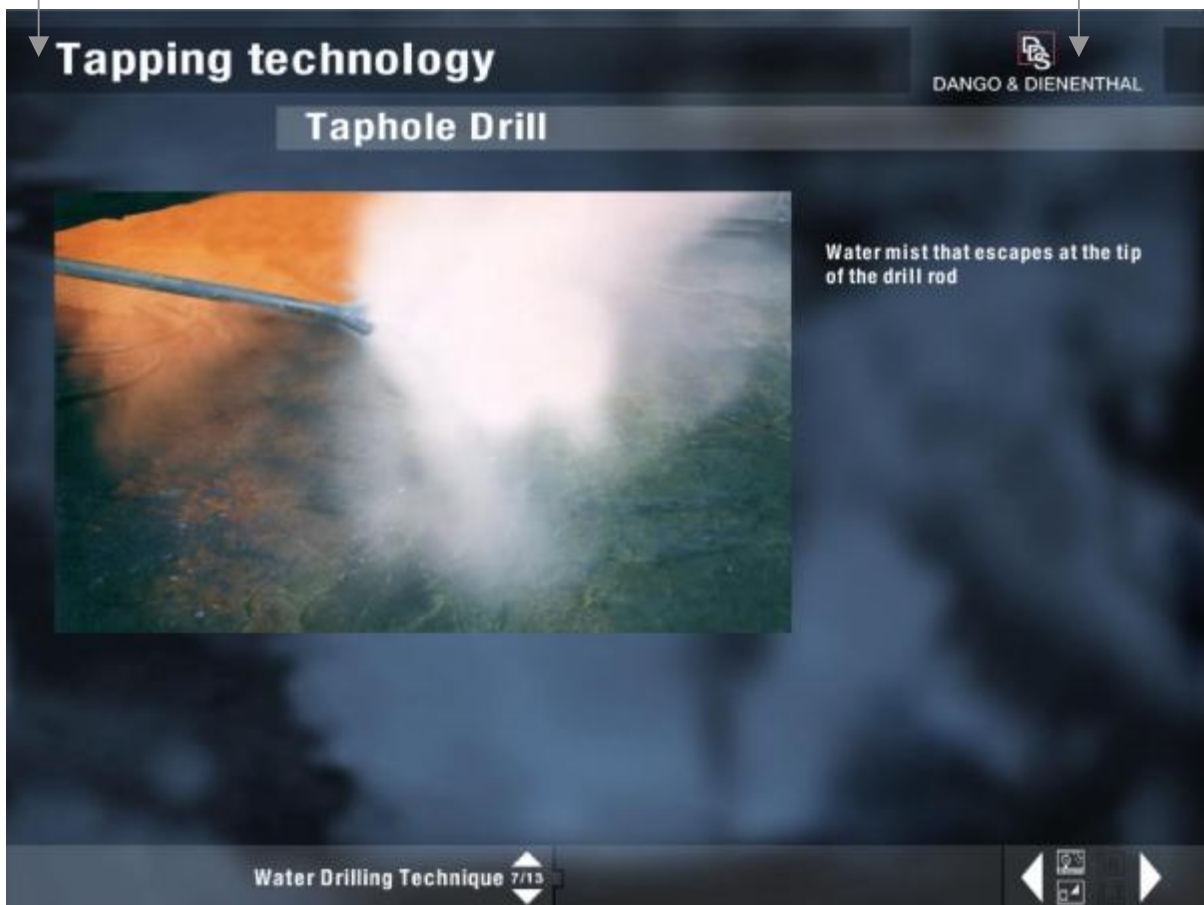 Tapping technology
DDS
DANGO & DIENENTHAL
Taphole Drill
Water mist that escapes at the tip
of the drill rod
Water Drilling Technique 7/13